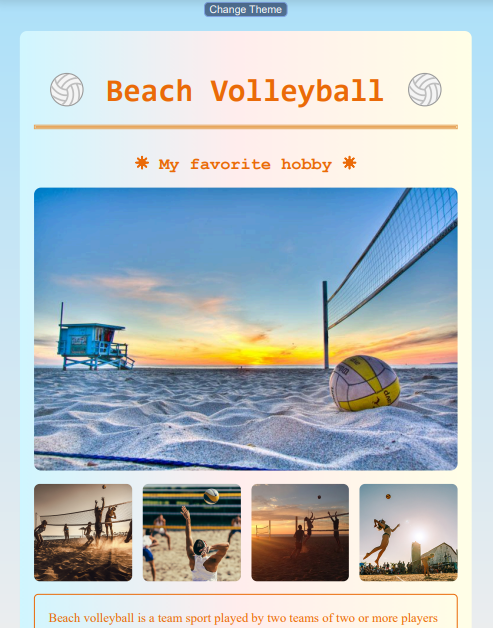 Change Theme
Beach Volleyball
My favorite hobby
Beach volleyball is a team sport played by two teams of two or more players